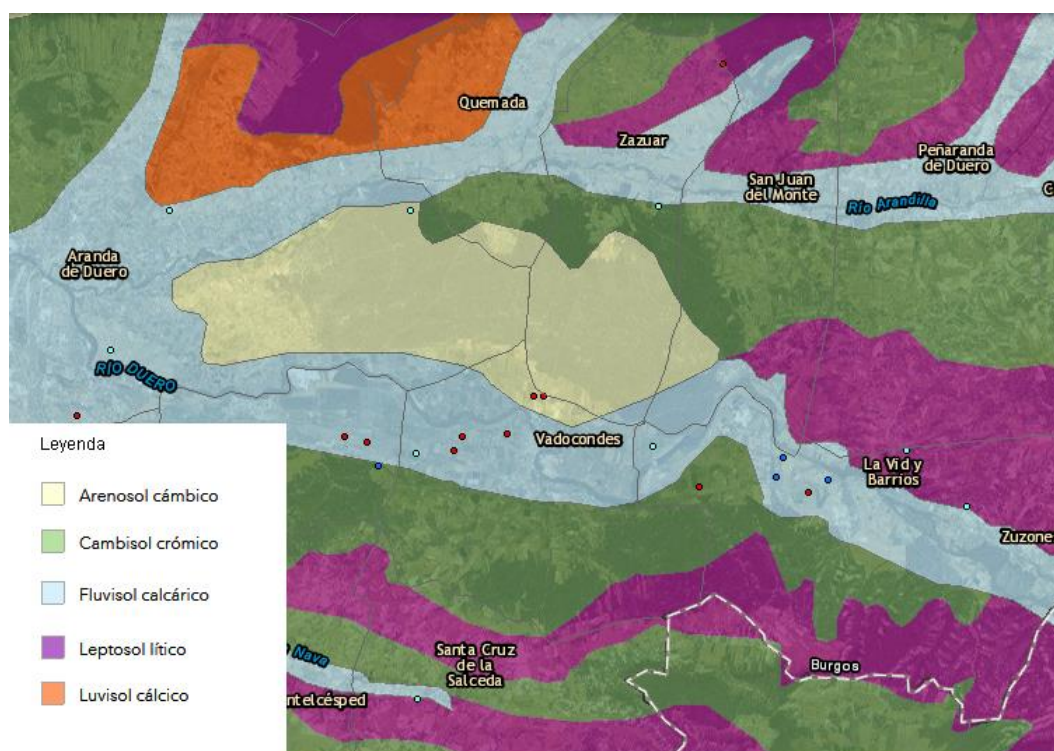 Quemada
Zazuar
Peñaranda
de Duero
San Juan
del Monte
Río Arandilla
C
Aranda
de Duero
RÍO DUERO
Vadocondes
La Vid y
Barrios
Zuzone
Leyenda
Arenosol cámbico
Cambisol crómico
Fluvisol calcárico
Leptosol lítico
Luvisol cálcico
Nava
Santa Cruz
de la
Salceda
Burgos
ntelcésped